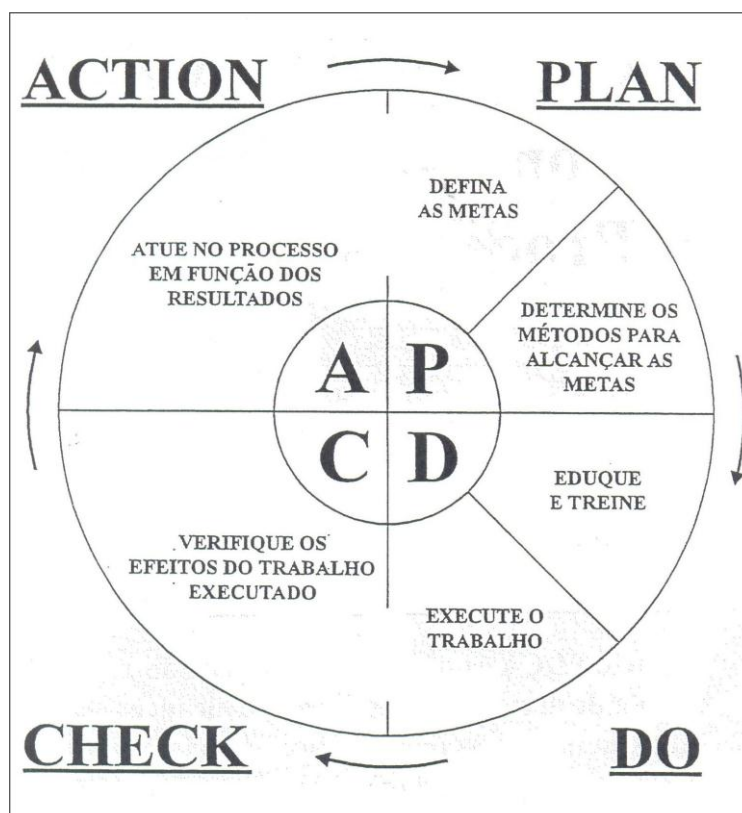 ACTION
PLAN
DEFINA
AS METAS
ATUE NO PROCESSO
EM FUNÇÃO DOS
RESULTADOS
DETERMINE OS
MÉTODOS PARA
ALCANÇAR AS
METAS
A P
C D
EDUQUE
E TREINE
VERIFIQUE OS
EFEITOS DO TRABALHO
EXECUTADO
EXECUTE O
TRABALHO
CHECK
DO